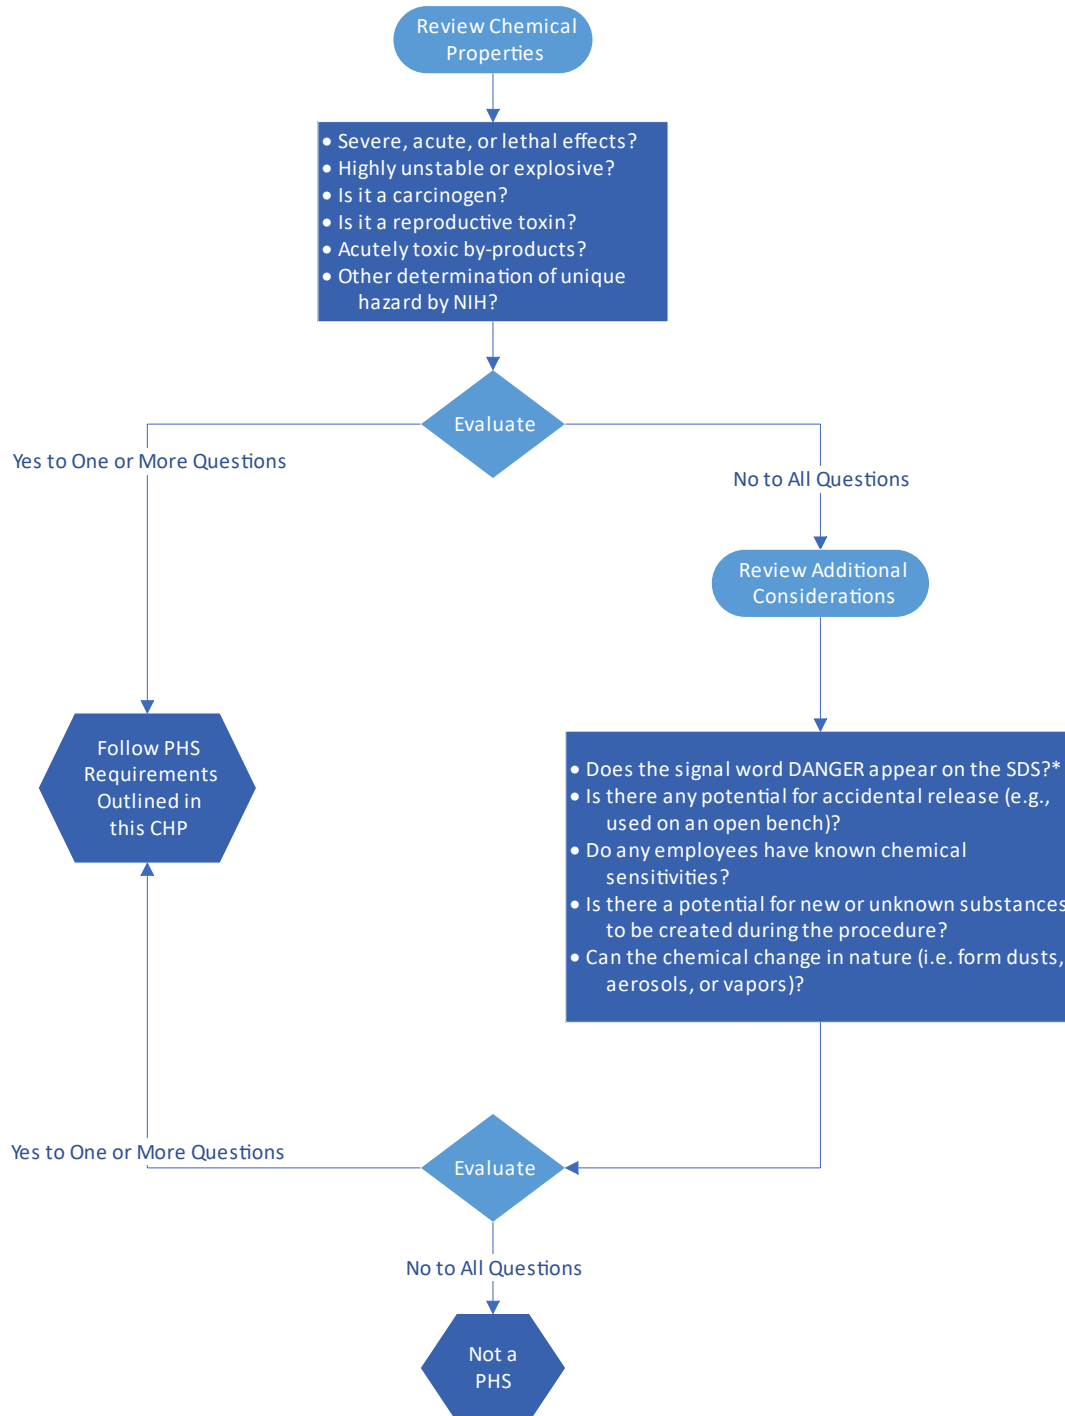 Review Chemical
Properties
• Severe, acute, or lethal effects?
• Highly unstable or explosive?
• Is it a carcinogen?
• Is it a reproductive toxin?
• Acutely toxic by-products?
• Other determination of unique
hazard by NIH?
Evaluate
Yes to One or More Questions
No to All Questions
Review Additional
Considerations
Follow PHS
Requirements
Outlined in
this CHP
• Does the signal word DANGER appear on the SDS?*
• Is there any potential for accidental release (e.g.,
used on an open bench)?
• Do any employees have known chemical
sensitivities?
• Is there a potential for new or unknown substances
to be created during the procedure?
• Can the chemical change in nature (i.e. form dusts,
aerosols, or vapors)?
Yes to One or More Questions
Evaluate
No to All Questions
Not a
PHS